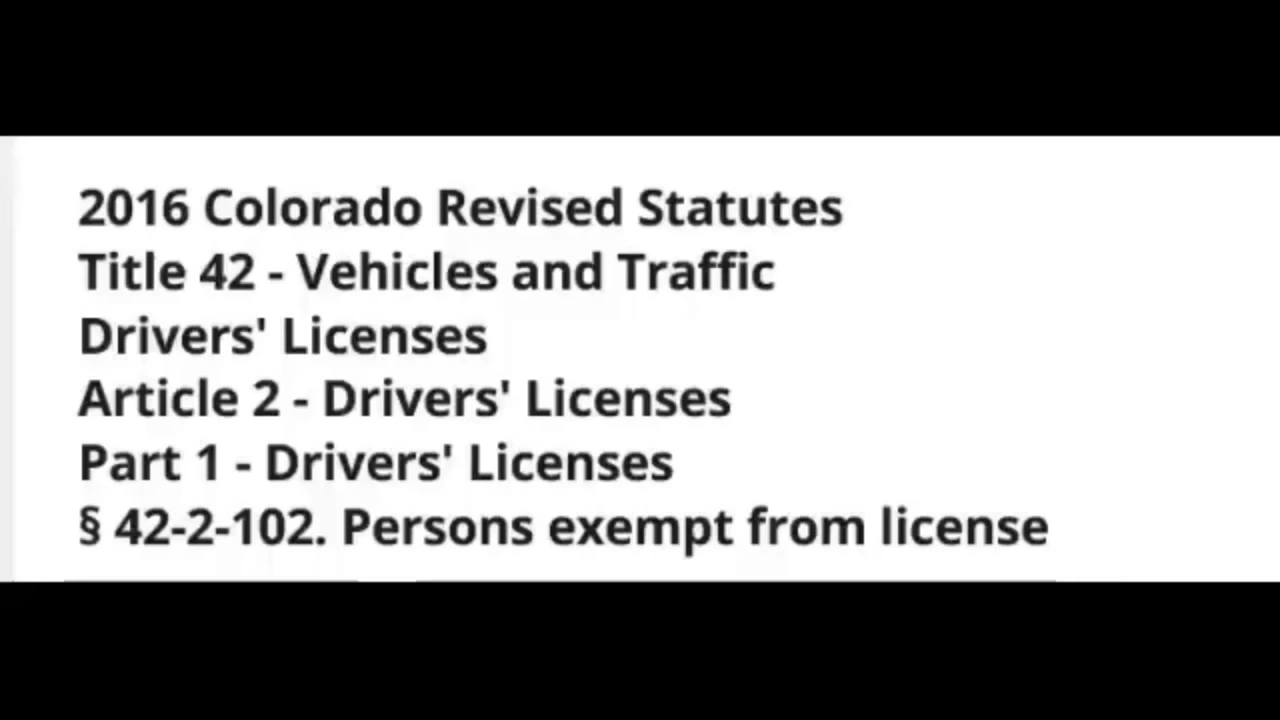 2016 Colorado Revised Statutes
Title 42 - Vehicles and Traffic
Drivers' Licenses
Article 2 - Drivers' Licenses
Part 1 - Drivers' Licenses
§ 42-2-102. Persons exempt from license